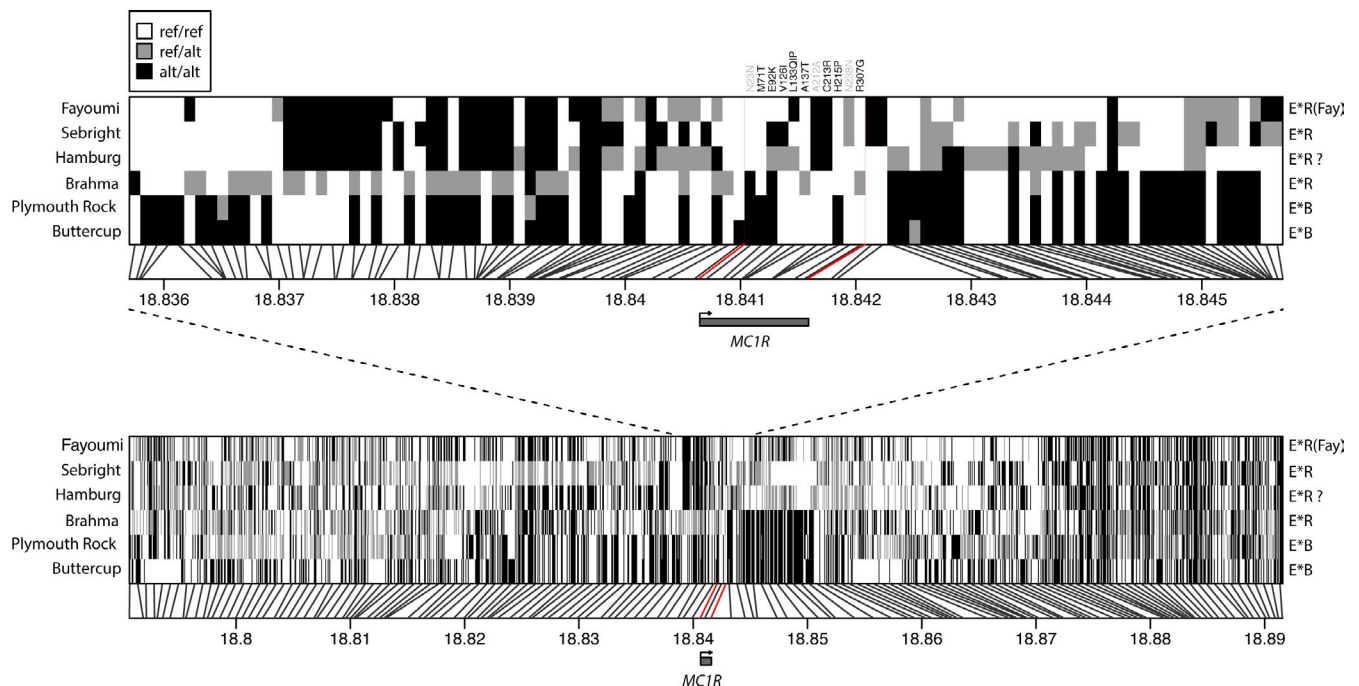 ref/ref
ref/alt
alt/alt
N23N
M71T
E92K
V126I
L133QIP
A137T
A212A
C213R
H215P
N238N
R307G
Fayoumi E*R(Fay)
Sebright E*R
Hamburg E*R ?
Brahma E*R
Plymouth Rock E*B
Buttercup E*B
18.836 18.837 18.838 18.839 18.84 18.841 18.842 18.843 18.844 18.845
MC1R
Fayoumi E*R(Fay)
Sebright E*R
Hamburg E*R ?
Brahma E*R
Plymouth Rock E*B
Buttercup E*B
18.8 18.81 18.82 18.83 18.84 18.85 18.86 18.87 18.88 18.89
MC1R